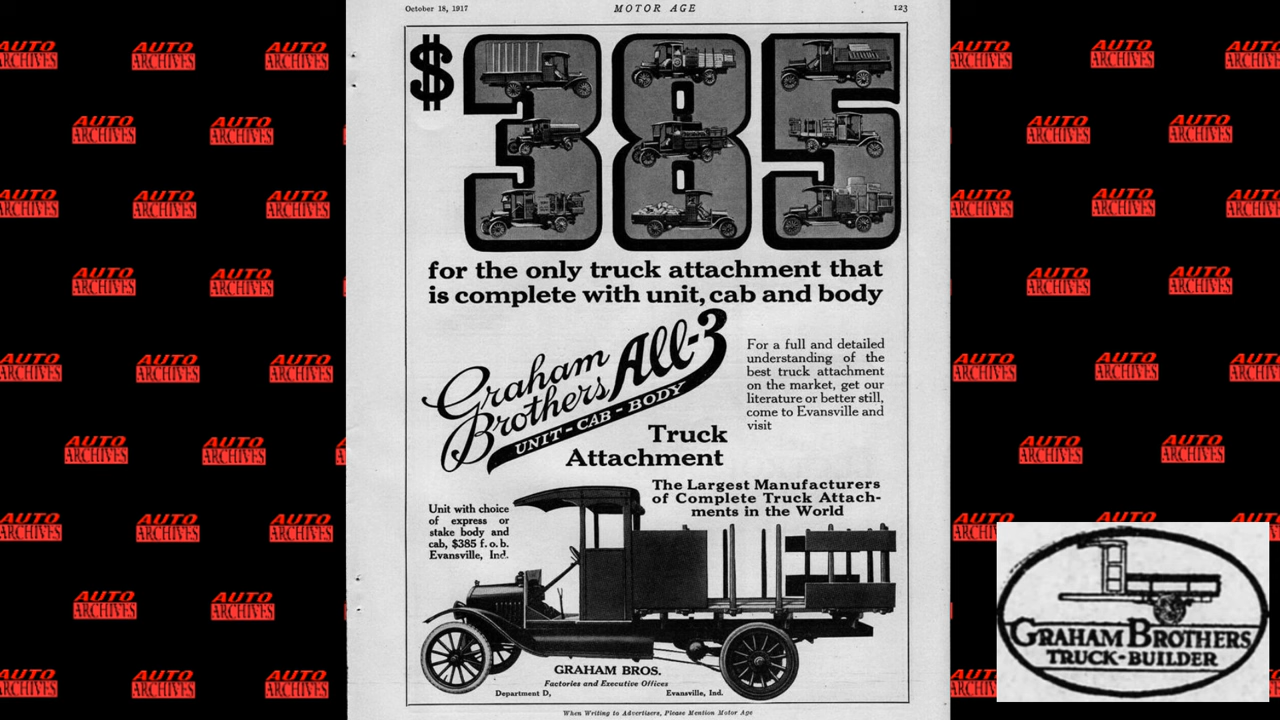 October 18, 1917
MOTOR AGE
123
$385
for the only truck attachment that
is complete with unit, cab and body
Graham
Brothers All-3
UNIT - CAB - BODY
Truck
Attachment
For a full and detailed
understanding of the
best truck attachment
on the market, get our
literature or better still,
come to Evansville and
visit
The Largest Manufacturers
of Complete Truck Attach-
ments in the World
Unit with choice
of express or
stake body and
cab, $385 f. o. b.
Evansville, Ind.
GRAHAM BROS.
Factories and Executive Offices
Department D,
Evansville, Ind.
When Writing to Advertisers, Please Mention Motor Age
GRAHAM BROTHERS
TRUCK-BUILDER
AUTO
ARCHIVES